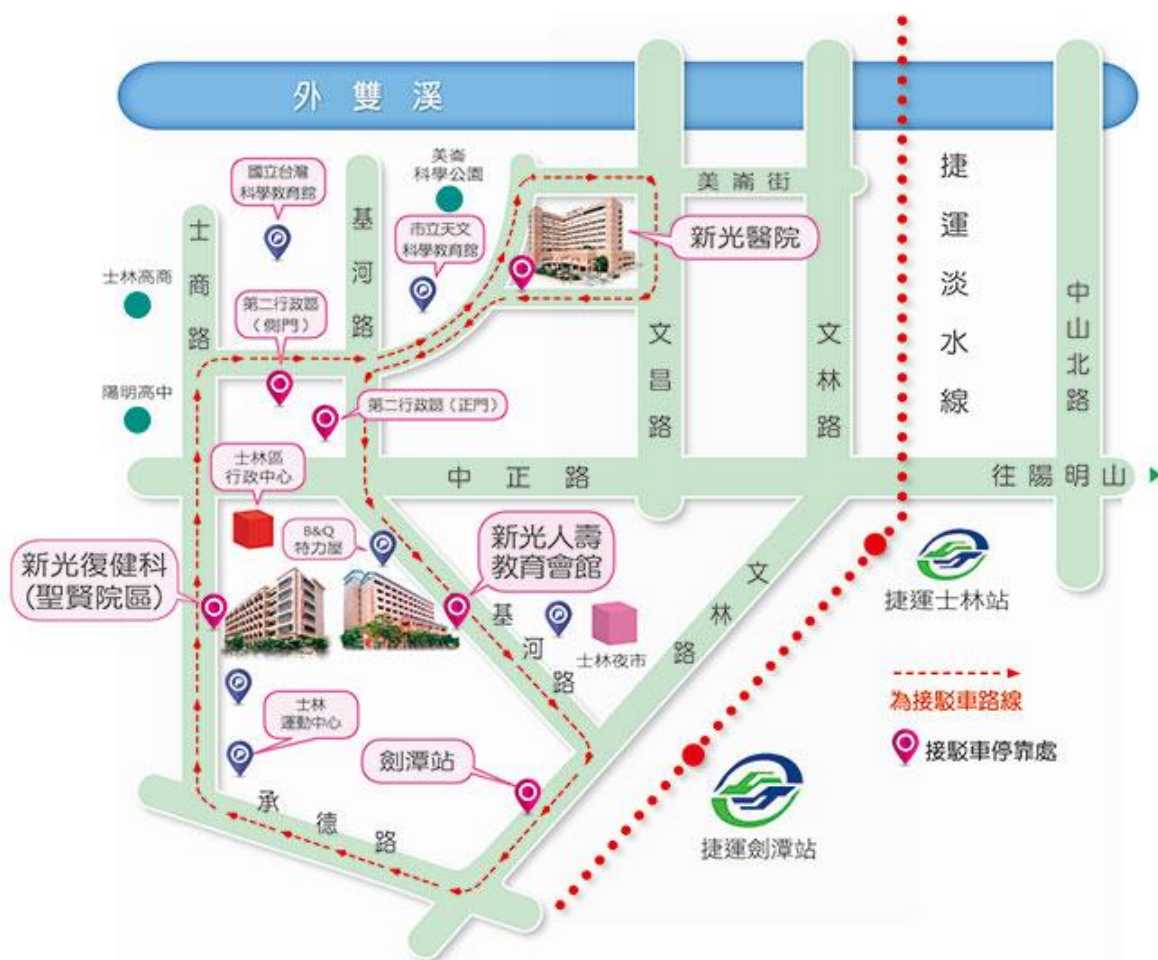 外雙溪
國立台灣
科學教育館
美崙
科學公園
美崙街
市立天文
科學教育館
新光醫院
士商路
基河路
士林高商
第二行政區
(側門)
文昌路
文林路
捷運淡水線
中山北路
陽明高中
第二行政區(正門)
士林區
行政中心
中正路
往陽明山
B&Q
特力屋
新光人壽
教育會館
新光復健科
(聖賢院區)
基河路
士林夜市
文林路
捷運士林站
士林
運動中心
劍潭站
為接駁車路線
接駁車停靠處
承德路
捷運劍潭站